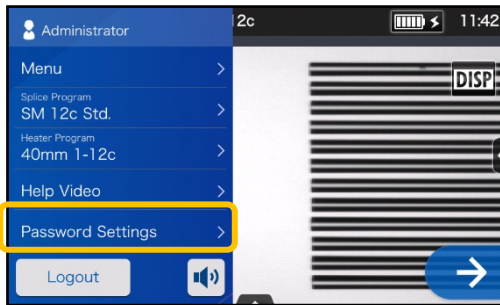 Administrator
12c
11:42
Menu
DISP
Splice Program
SM 12c Std.
Heater Program
40mm 1-12c
Help Video
Password Settings
Logout